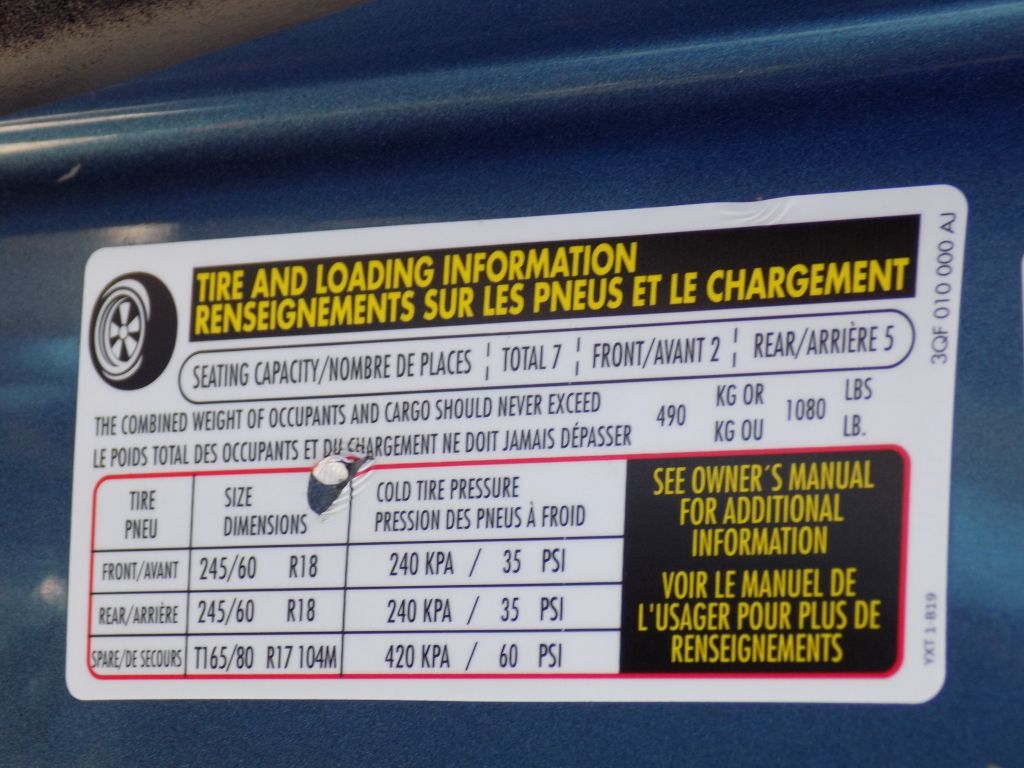 TIRE AND LOADING INFORMATION
RENSEIGNEMENTS SUR LES PNEUS ET LE CHARGEMENT
SEATING CAPACITY/NOMBRE DE PLACES ¦ TOTAL 7 ¦ FRONT/AVANT 2 ¦ REAR/ARRIÈRE 5
THE COMBINED WEIGHT OF OCCUPANTS AND CARGO SHOULD NEVER EXCEED
LE POIDS TOTAL DES OCCUPANTS ET DU CHARGEMENT NE DOIT JAMAIS DÉPASSER
490 KG OR 1080 LBS
KG OU LB.
TIRE SIZE COLD TIRE PRESSURE
PNEU DIMENSIONS PRESSION DES PNEUS À FROID
FRONT/AVANT 245/60 R18 240 KPA / 35 PSI
REAR/ARRIÈRE 245/60 R18 240 KPA / 35 PSI
SPARE/DE SECOURS T165/80 R17 104M 420 KPA / 60 PSI
SEE OWNER´S MANUAL
FOR ADDITIONAL
INFORMATION
VOIR LE MANUEL DE
L'USAGER POUR PLUS DE
RENSEIGNEMENTS
3QF 010 000 AJ
YXT 1-B19